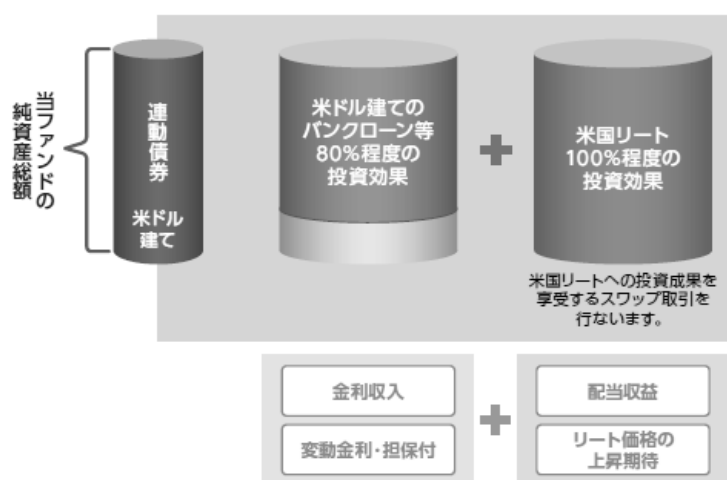 当ファンドの
純資産総額
連動債券
米ドル
建て
米ドル建ての
バンクローン等
80%程度の
投資効果
+
米国リート
100%程度の
投資効果
米国リートへの投資成果を
享受するスワップ取引を
行ないます。
金利収入
変動金利・担保付
+
配当収益
リート価格の
上昇期待